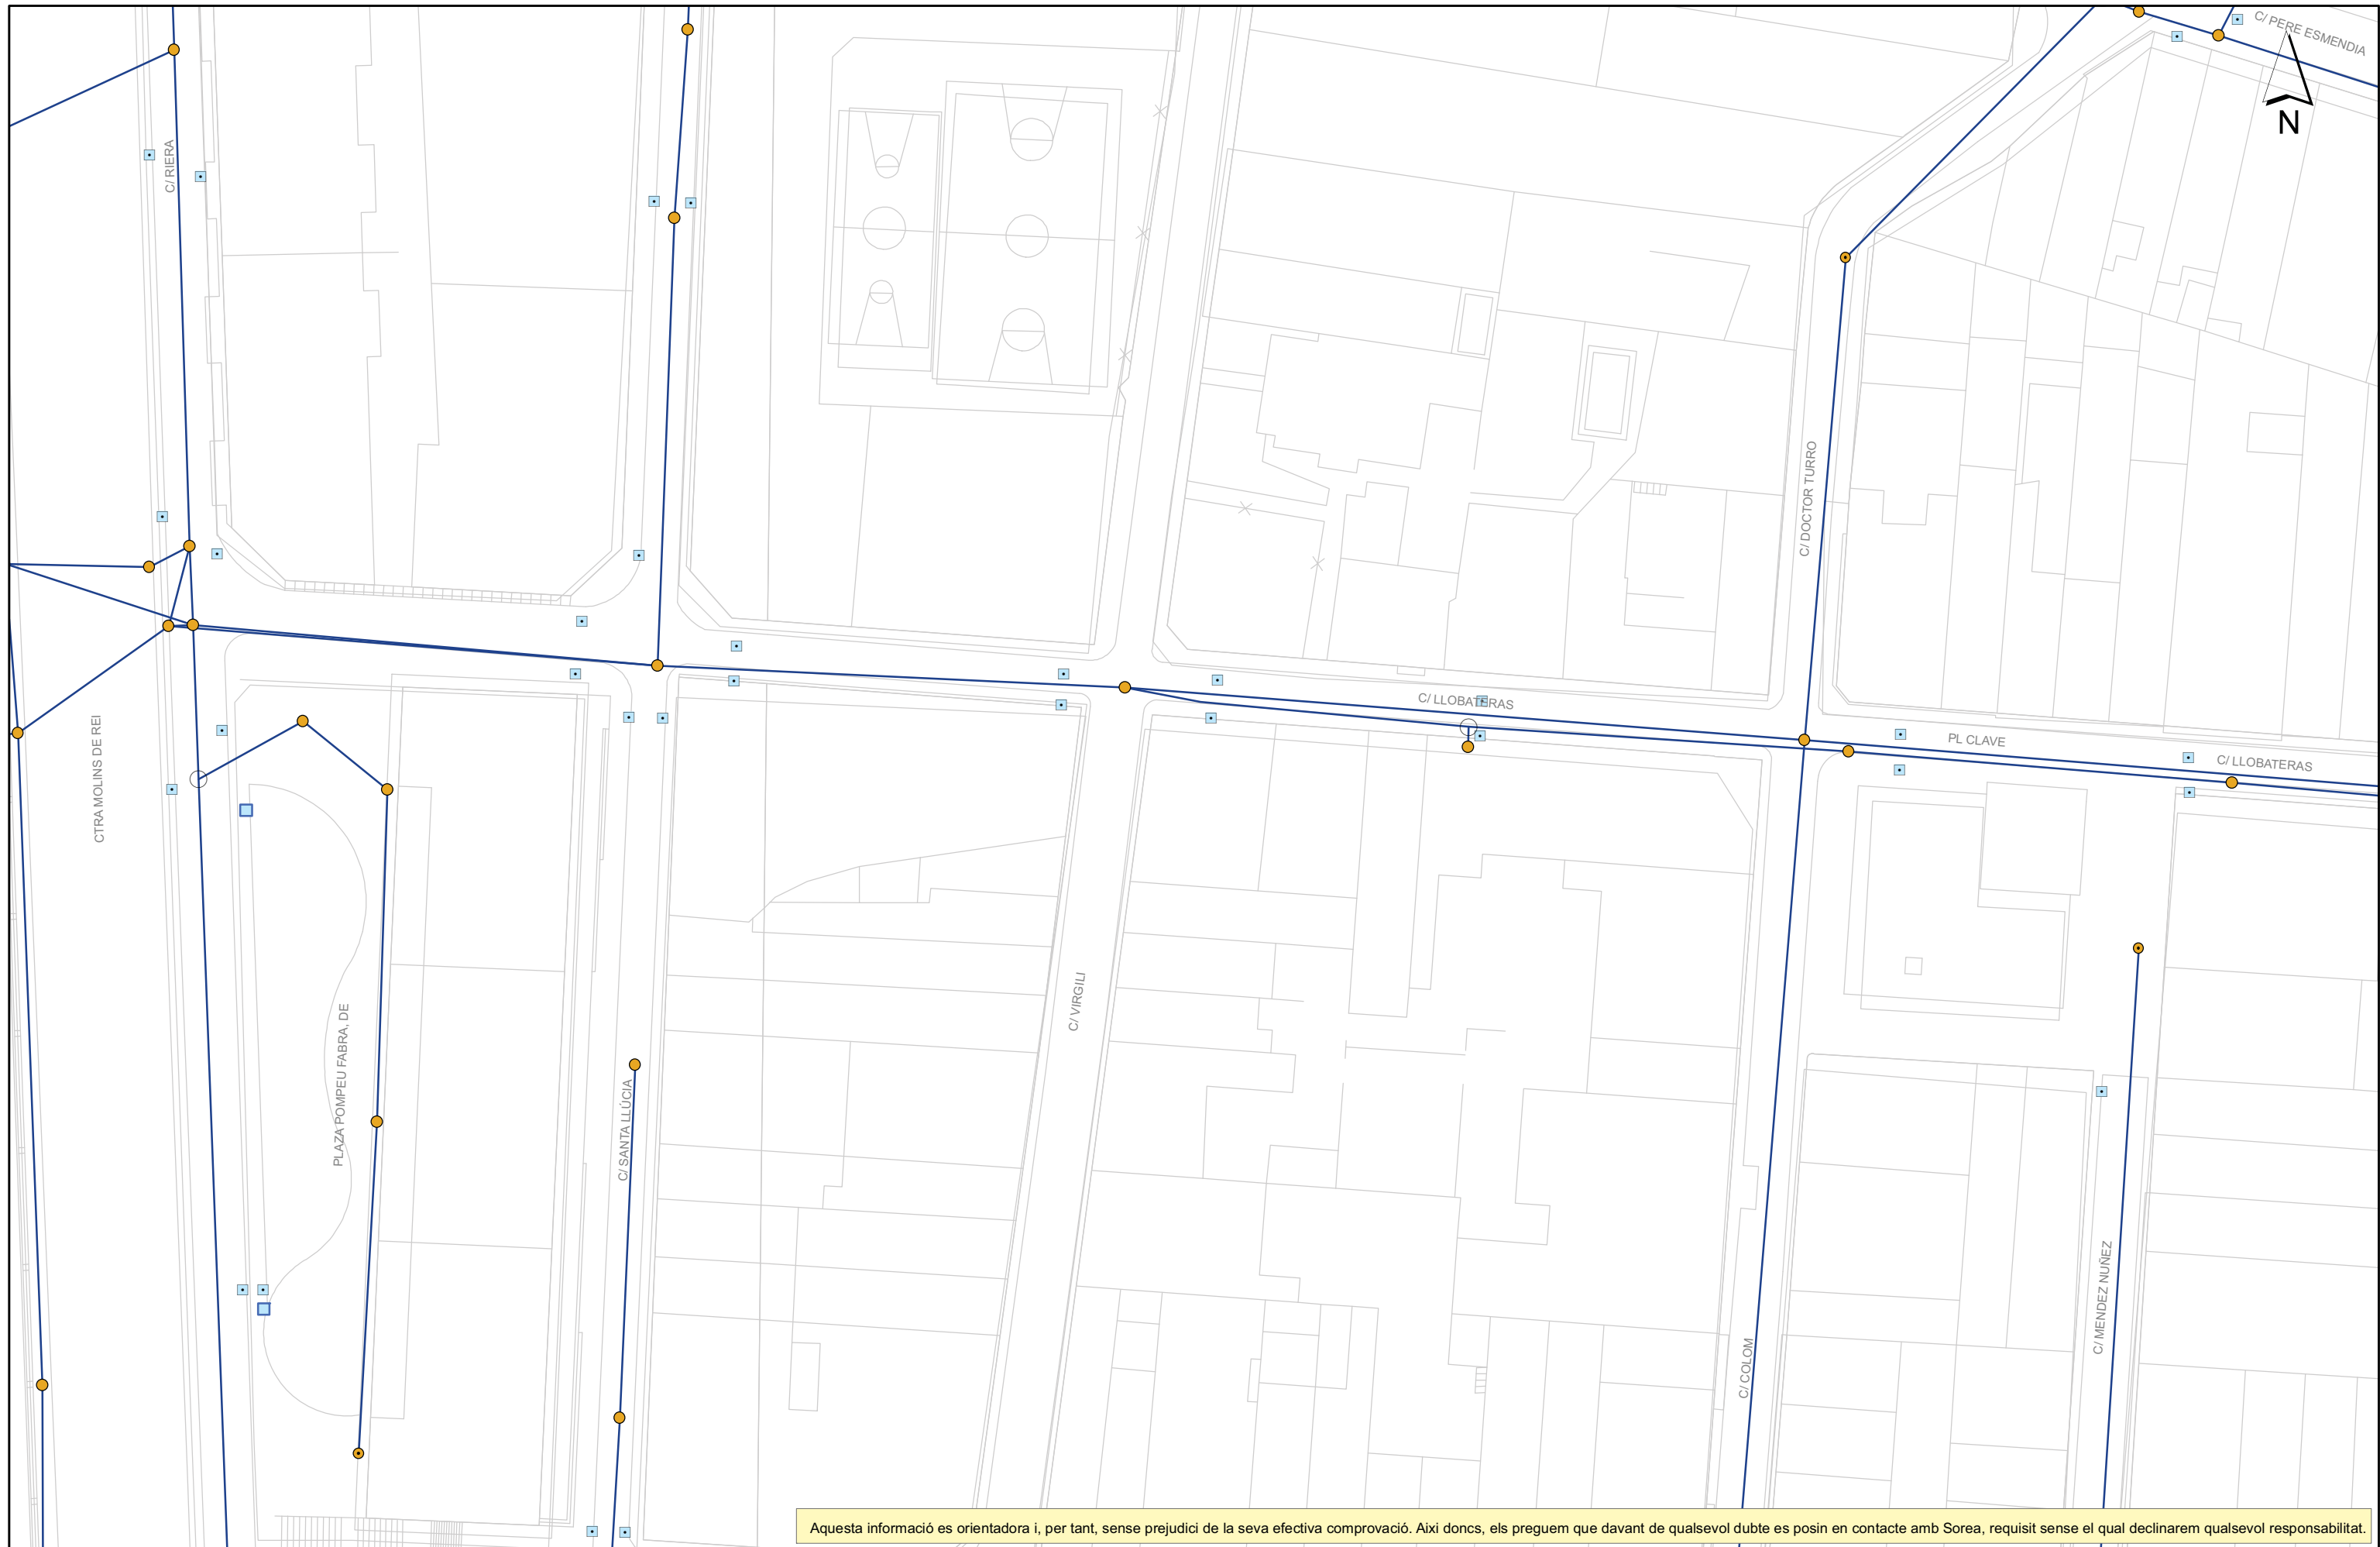 C/ PERE ESMENDIA
N
C/ RIERA
C/ DOCTOR TURRO
C/ LLOBATERAS
PL CLAVE
C/ LLOBATERAS
CTRA MOLINS DE REI
C/ VIRGILI
PLAZA POMPEU FABRA, DE
C/ SANTA LLÚCIA
C/ MENDEZ NUÑEZ
C/ COLOM
Aquesta informació es orientadora i, per tant, sense prejudici de la seva efectiva comprovació. Aixi doncs, els preguem que davant de qualsevol dubte es posin en contacte amb Sorea, requisit sense el qual declinarem qualsevol responsabilitat.